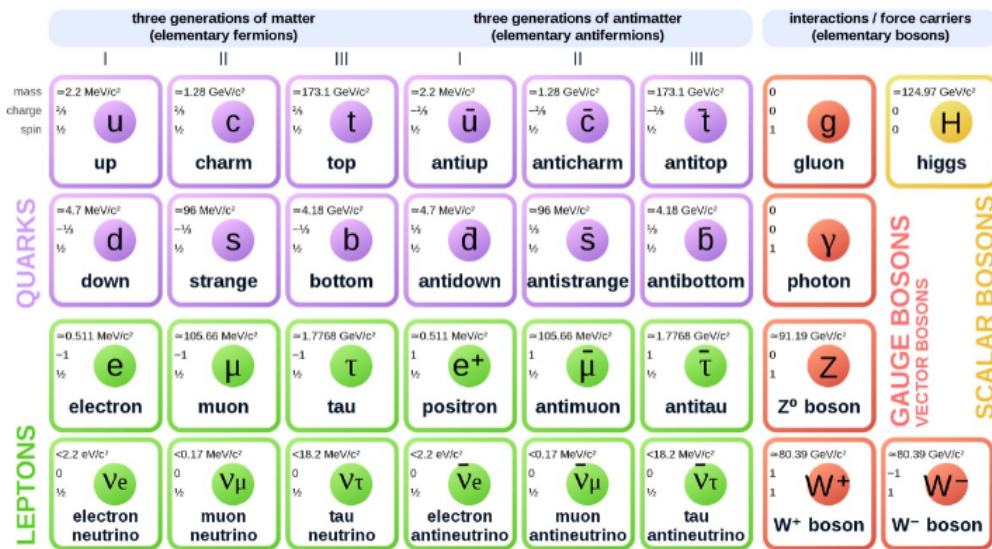 three generations of matter
(elementary fermions)
three generations of antimatter
(elementary antifermions)
interactions / force carriers
(elementary bosons)
I II III I II III
mass ≃2.2 MeV/c² ≃1.28 GeV/c² ≃173.1 GeV/c² ≃2.2 MeV/c² ≃1.28 GeV/c² ≃173.1 GeV/c² 0 ≃124.97 GeV/c²
charge ⅔ ⅔ ⅔ −⅔ −⅔ −⅔ 0 0
spin ½ ½ ½ ½ ½ ½ 1 0
u c t ū c̄ t̄ g H
up charm top antiup anticharm antitop gluon higgs
QUARKS
≃4.7 MeV/c² ≃96 MeV/c² ≃4.18 GeV/c² ≃4.7 MeV/c² ≃96 MeV/c² ≃4.18 GeV/c² 0
−⅓ −⅓ −⅓ ⅓ ⅓ ⅓ 0
½ ½ ½ ½ ½ ½ 1
d s b d̄ s̄ b̄ γ
down strange bottom antidown antistrange antibottom photon
LEPTONS
≃0.511 MeV/c² ≃105.66 MeV/c² ≃1.7768 GeV/c² ≃0.511 MeV/c² ≃105.66 MeV/c² ≃1.7768 GeV/c² ≃91.19 GeV/c²
−1 −1 −1 1 1 1 0
½ ½ ½ ½ ½ ½ 1
e μ τ e⁺ μ̄ τ̄ Z
electron muon tau positron antimuon antitau Z⁰ boson
<2.2 eV/c² <0.17 MeV/c² <18.2 MeV/c² <2.2 eV/c² <0.17 MeV/c² <18.2 MeV/c² ≃80.39 GeV/c² ≃80.39 GeV/c²
0 0 0 0 0 0 1 −1
½ ½ ½ ½ ½ ½ 1 1
νe νμ ντ ν̄e ν̄μ ν̄τ W⁺ W⁻
electron neutrino muon neutrino tau neutrino electron antineutrino muon antineutrino tau antineutrino W⁺ boson W⁻ boson
GAUGE BOSONS
VECTOR BOSONS
SCALAR BOSONS